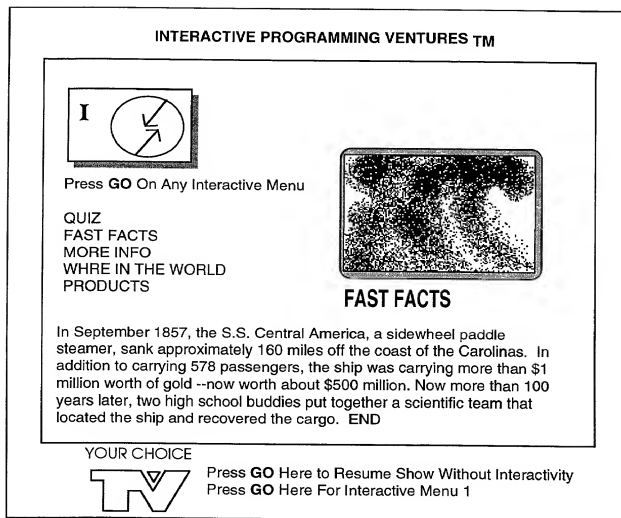 INTERACTIVE PROGRAMMING VENTURES TM
I
Press GO On Any Interactive Menu
QUIZ
FAST FACTS
MORE INFO
WHRE IN THE WORLD
PRODUCTS
FAST FACTS
In September 1857, the S.S. Central America, a sidewheel paddle
steamer, sank approximately 160 miles off the coast of the Carolinas. In
addition to carrying 578 passengers, the ship was carrying more than $1
million worth of gold --now worth about $500 million. Now more than 100
years later, two high school buddies put together a scientific team that
located the ship and recovered the cargo. END
YOUR CHOICE
TV
Press GO Here to Resume Show Without Interactivity
Press GO Here For Interactive Menu 1